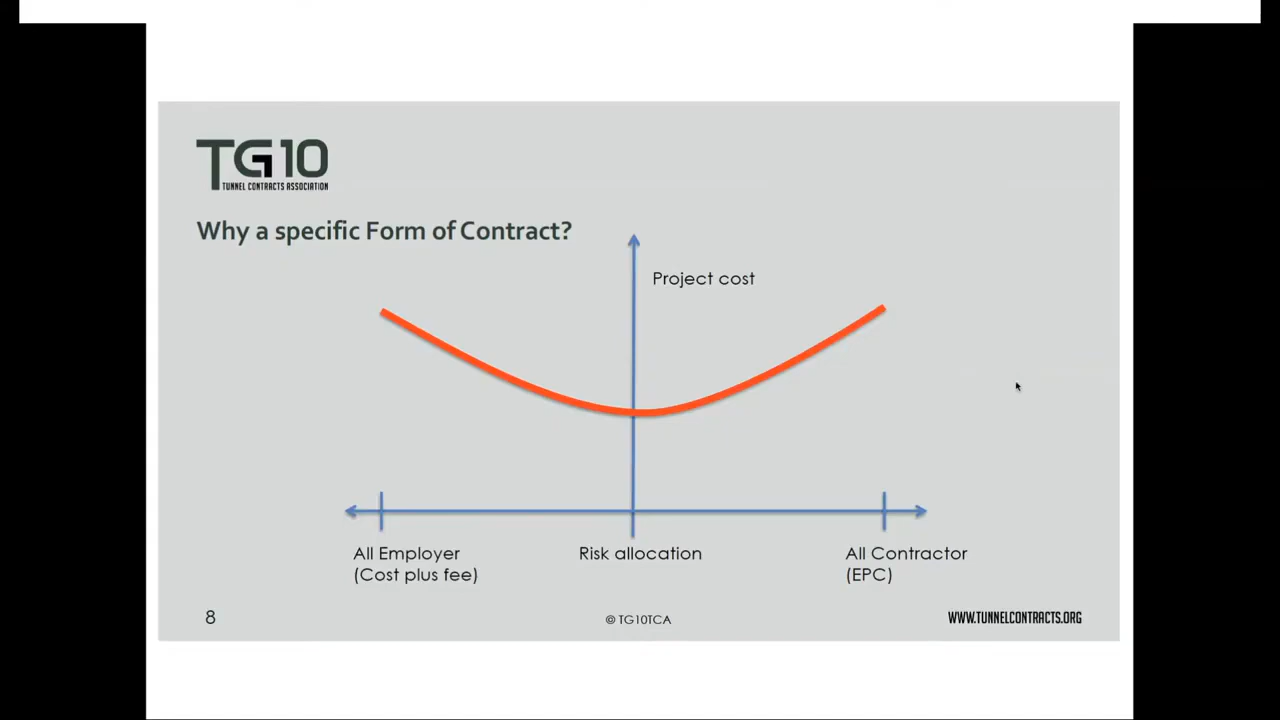 TG10
TUNNEL CONTRACTS ASSOCIATION
Why a specific Form of Contract?
Project cost
All Employer
(Cost plus fee)
Risk allocation
All Contractor
(EPC)
8
© TG10TCA
WWW.TUNNELCONTRACTS.ORG